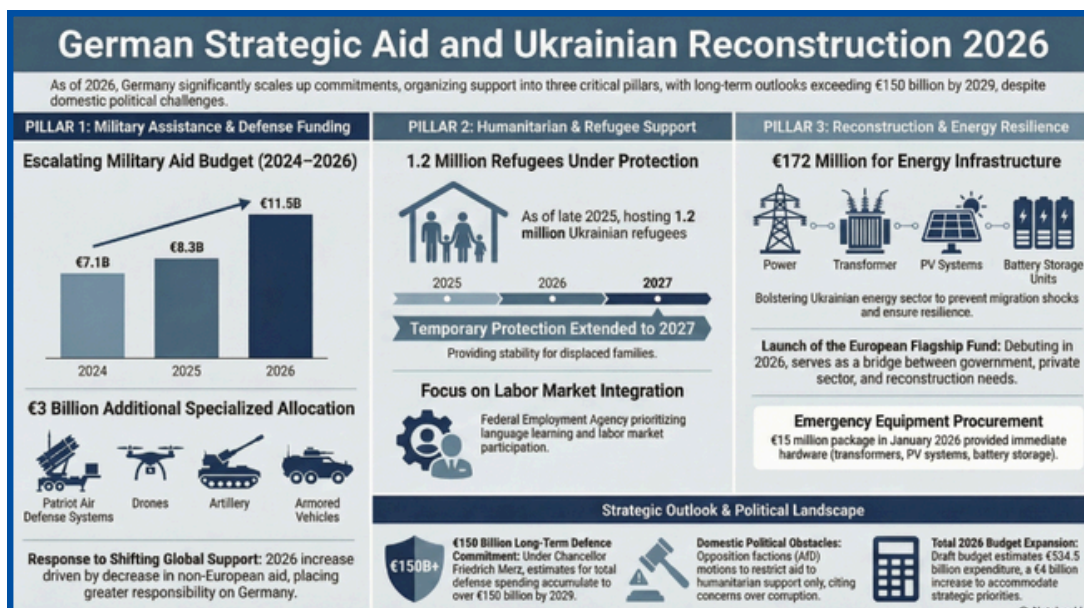 German Strategic Aid and Ukrainian Reconstruction 2026
As of 2026, Germany significantly scales up commitments, organizing support into three critical pillars, with long-term outlooks exceeding €150 billion by 2029, despite
domestic political challenges.
PILLAR 1: Military Assistance & Defense Funding
Escalating Military Aid Budget (2024–2026)
€11.5B
€8.3B
€7.1B
2024 2025 2026
€3 Billion Additional Specialized Allocation
Patriot Air
Defense Systems
Drones
Artillery
Armored
Vehicles
Response to Shifting Global Support: 2026 increase
driven by decrease in non-European aid, placing
greater responsibility on Germany.
PILLAR 2: Humanitarian & Refugee Support
1.2 Million Refugees Under Protection
As of late 2025, hosting 1.2
million Ukrainian refugees
2025 2026 2027
Temporary Protection Extended to 2027
Providing stability for displaced families.
Focus on Labor Market Integration
Federal Employment Agency prioritizing
language learning and labor market
participation.
PILLAR 3: Reconstruction & Energy Resilience
€172 Million for Energy Infrastructure
Power
Transformer
PV Systems
Battery Storage
Units
Bolstering Ukrainian energy sector to prevent migration shocks
and ensure resilience.
Launch of the European Flagship Fund: Debuting in
2026, serves as a bridge between government, private
sector, and reconstruction needs.
Emergency Equipment Procurement
€15 million package in January 2026 provided immediate
hardware (transformers, PV systems, battery storage).
Strategic Outlook & Political Landscape
€150B+
€150 Billion Long-Term Defence
Commitment: Under Chancellor
Friedrich Merz, estimates for total
defense spending accumulate to
over €150 billion by 2029.
Domestic Political Obstacles:
Opposition factions (AfD)
motions to restrict aid to
humanitarian support only, citing
concerns over corruption.
Total 2026 Budget Expansion:
Draft budget estimates €534.5
billion expenditure, a €4 billion
increase to accommodate
strategic priorities.